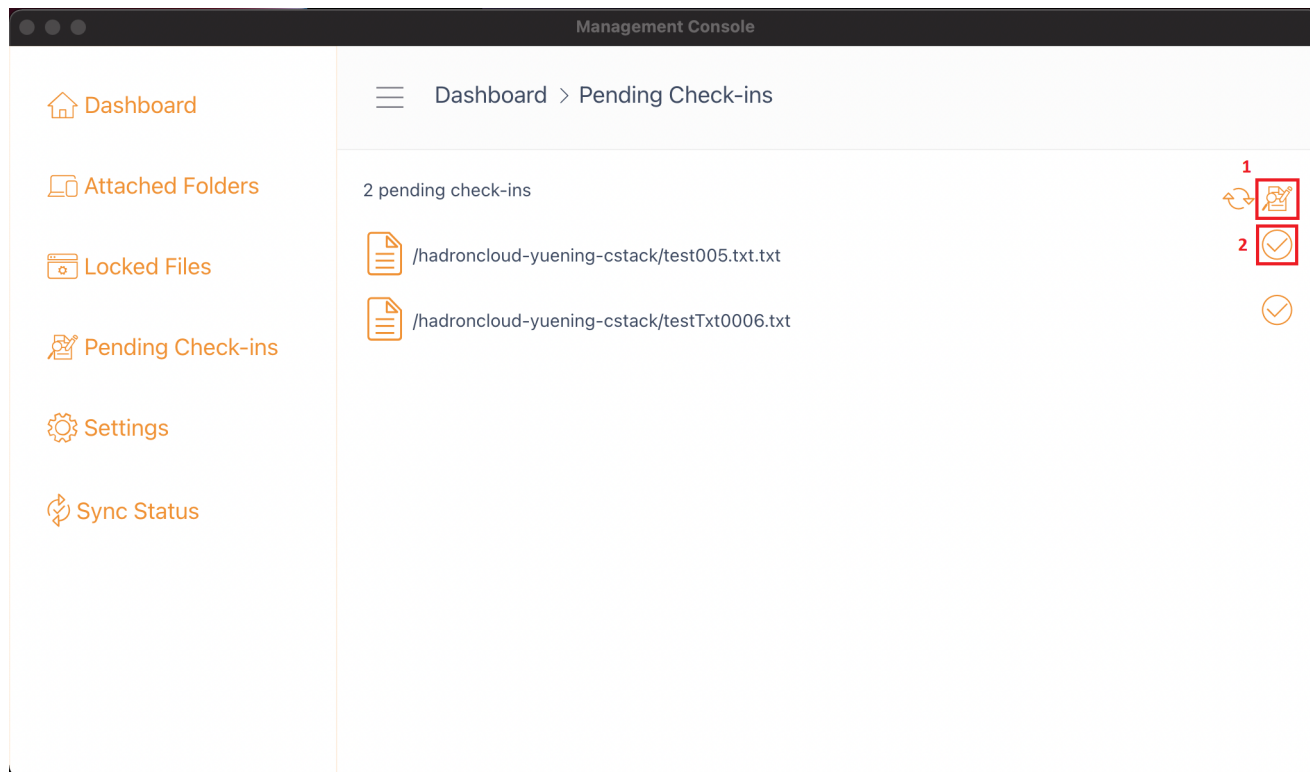 Management Console
Dashboard
Attached Folders
Locked Files
Pending Check-ins
Settings
Sync Status
Dashboard > Pending Check-ins
2 pending check-ins
1
/hadroncloud-yuening-cstack/test005.txt.txt
2
/hadroncloud-yuening-cstack/testTxt0006.txt